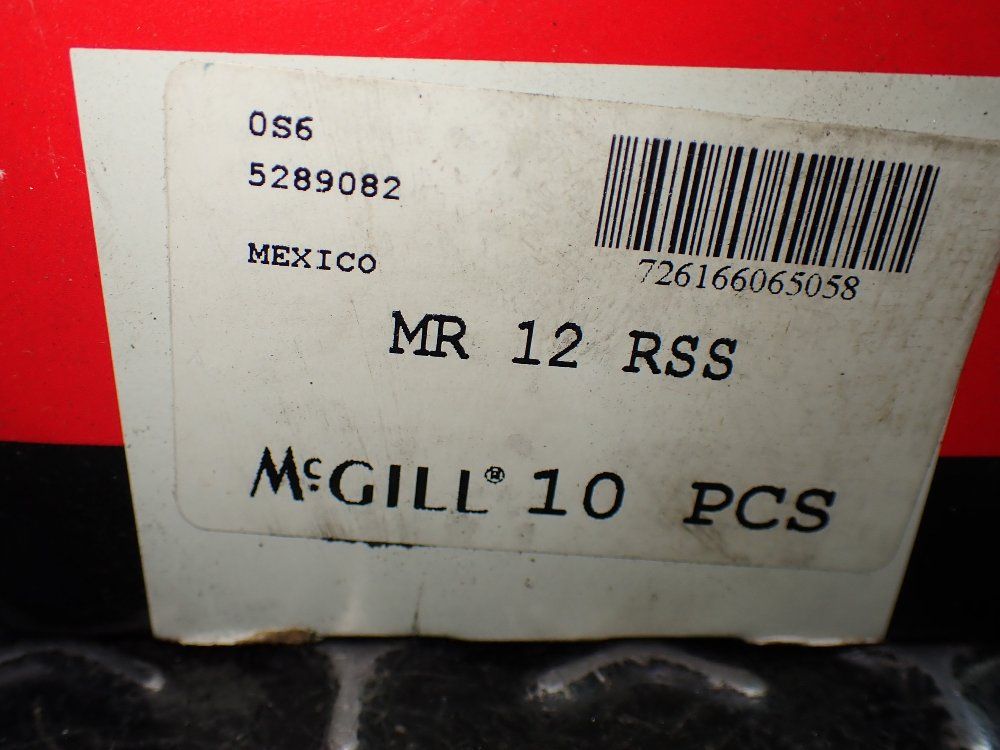 0S6
5289082
MEXICO
726166065058
MR 12 RSS
McGILL® 10 PCS